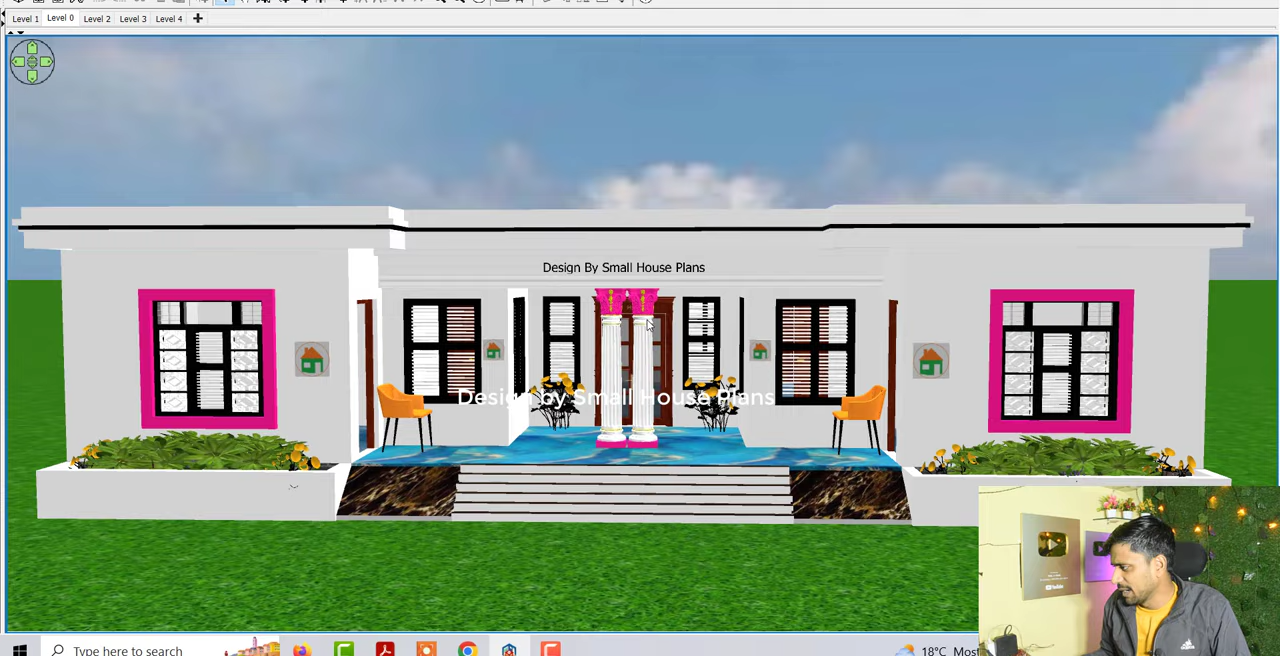 Level 1 Level 0 Level 2 Level 3 Level 4
Design By Small House Plans
Design by Small House Plans
Type here to search
18°C Most